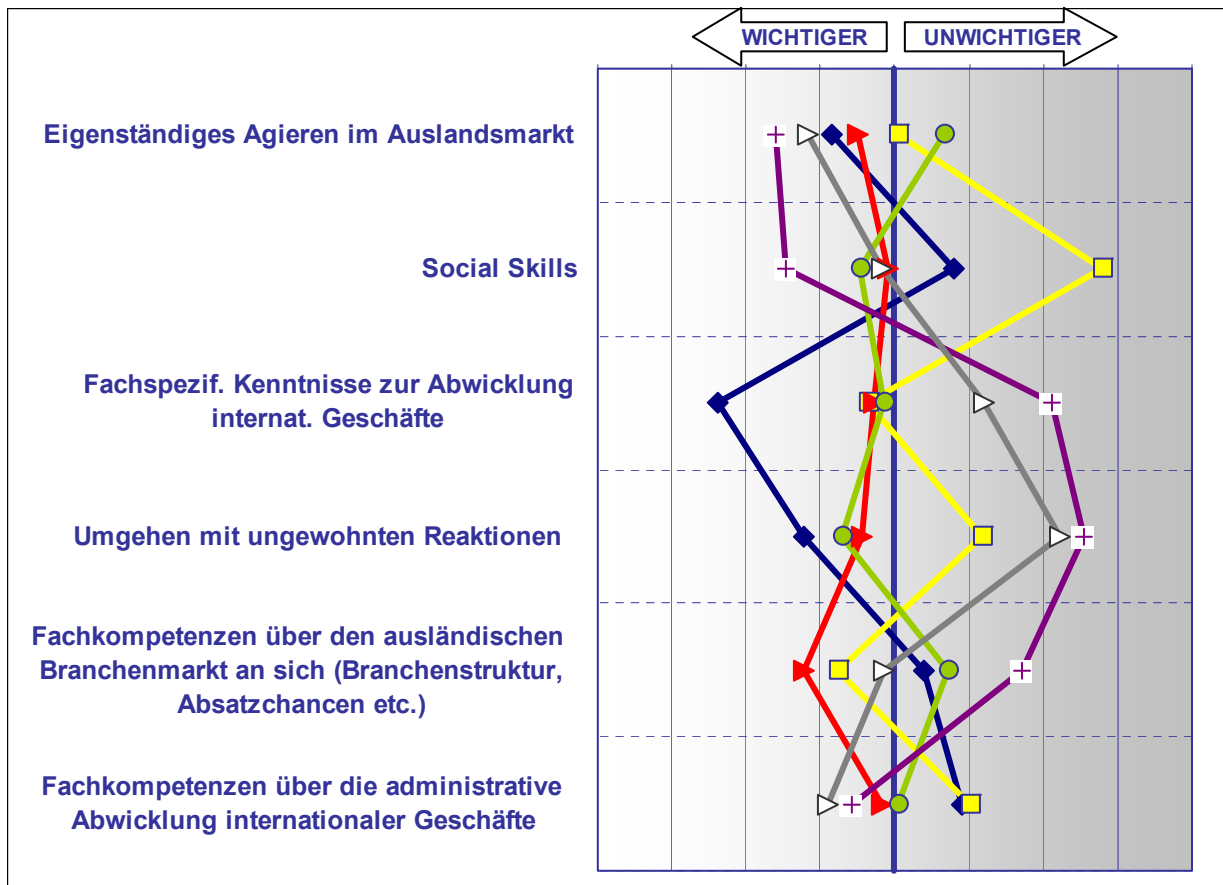 WICHTIGER
UNWICHTIGER
Eigenständiges Agieren im Auslandsmarkt
Social Skills
Fachspezif. Kenntnisse zur Abwicklung
internat. Geschäfte
Umgehen mit ungewohnten Reaktionen
Fachkompetenzen über den ausländischen
Branchenmarkt an sich (Branchenstruktur,
Absatzchancen etc.)
Fachkompetenzen über die administrative
Abwicklung internationaler Geschäfte